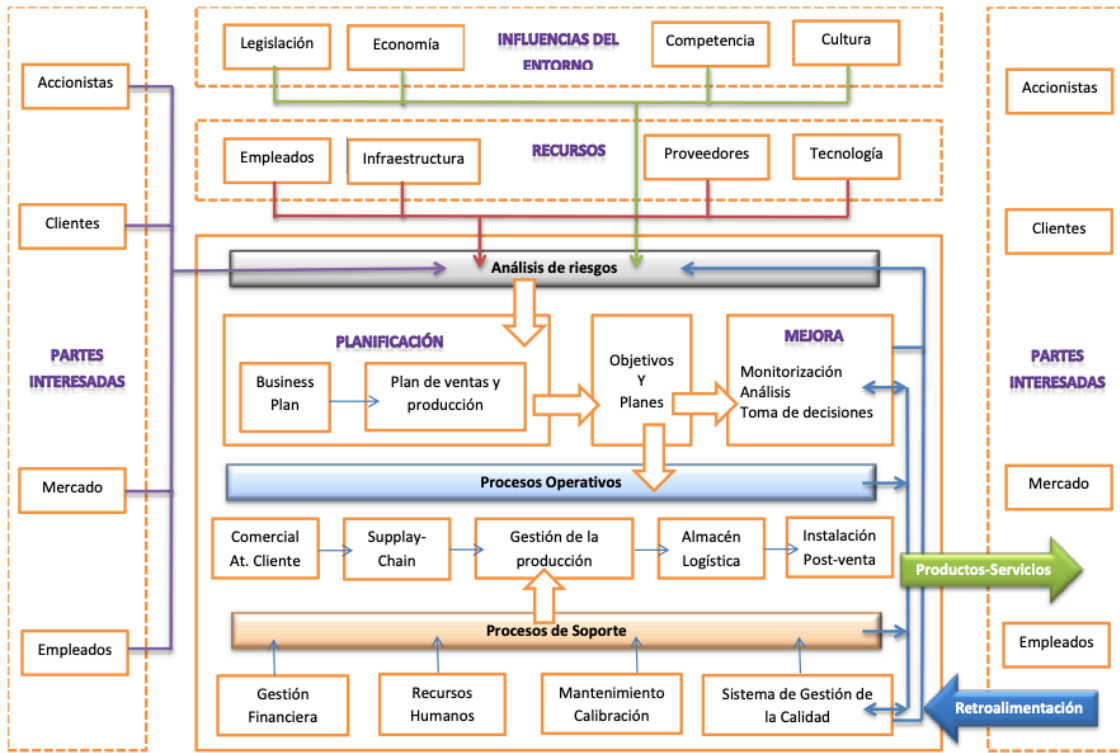 Legislación
Economía
INFLUENCIAS DEL
ENTORNO
Competencia
Cultura
Accionistas
Clientes
PARTES
INTERESADAS
Mercado
Empleados
Empleados
Infraestructura
RECURSOS
Proveedores
Tecnología
Análisis de riesgos
PLANIFICACIÓN
Business
Plan
Plan de ventas y
producción
Objetivos
Y
Planes
MEJORA
Monitorización
Análisis
Toma de decisiones
Procesos Operativos
Comercial
At. Cliente
Supplay-
Chain
Gestión de la
producción
Almacén
Logística
Instalación
Post-venta
Procesos de Soporte
Gestión
Financiera
Recursos
Humanos
Mantenimiento
Calibración
Sistema de Gestión de
la Calidad
Accionistas
Clientes
PARTES
INTERESADAS
Mercado
Productos-Servicios
Empleados
Retroalimentación